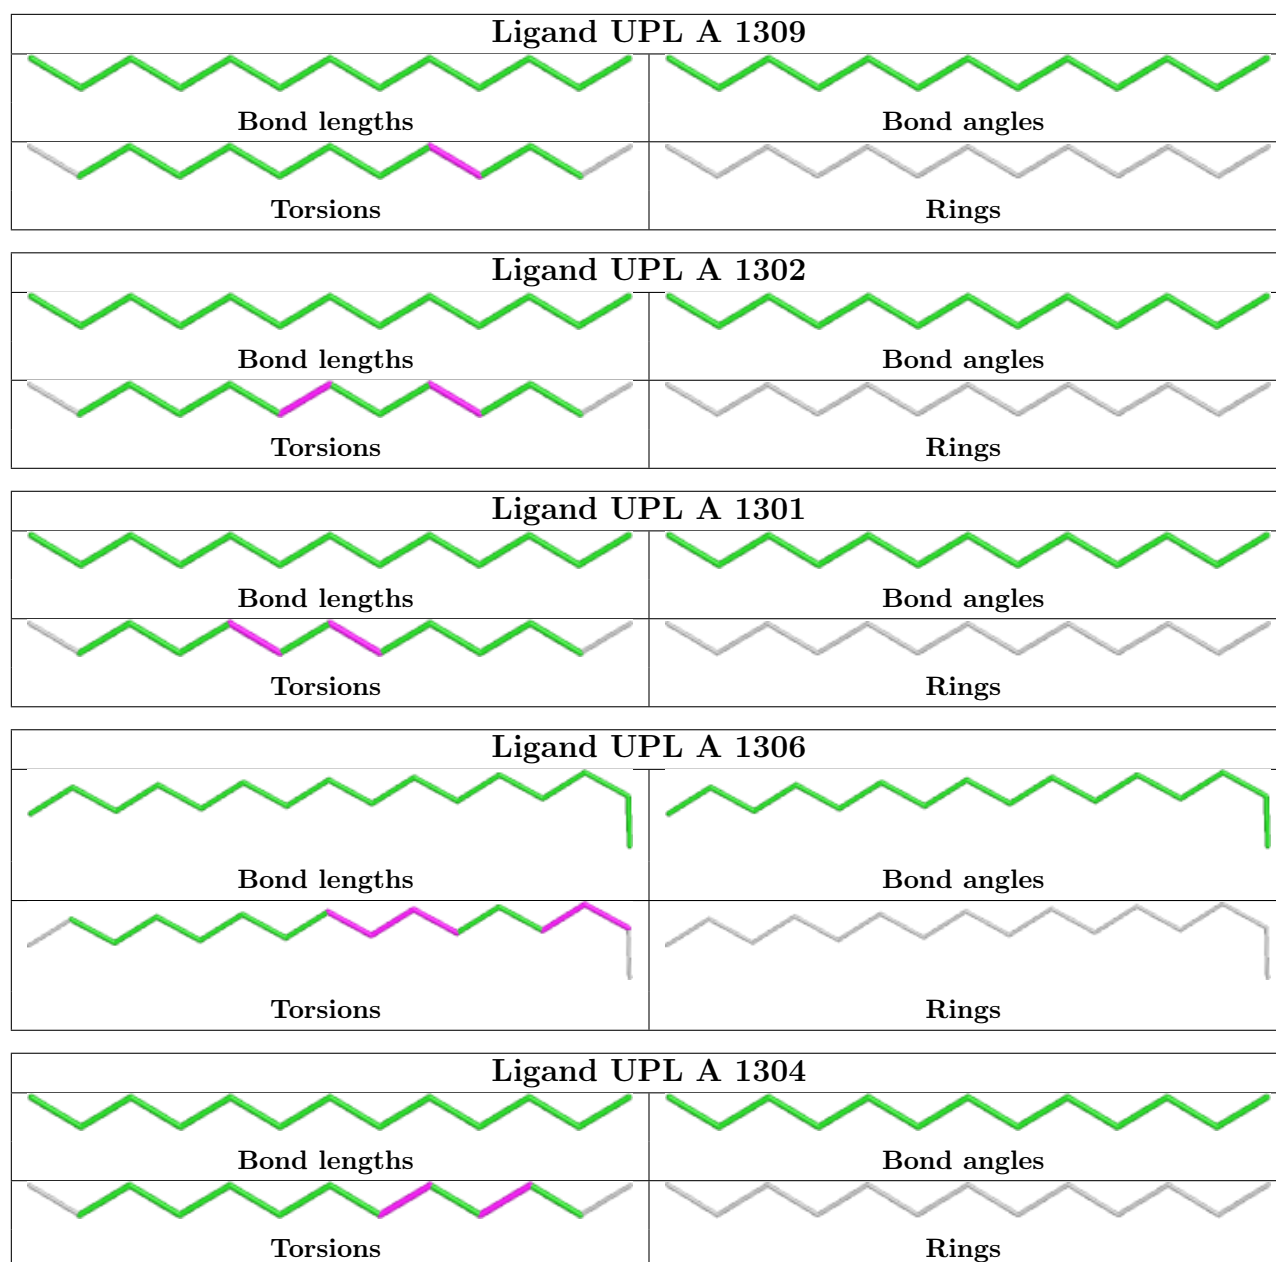 Ligand UPL A 1309
Bond lengths Bond angles
Torsions Rings
Ligand UPL A 1302
Bond lengths Bond angles
Torsions Rings
Ligand UPL A 1301
Bond lengths Bond angles
Torsions Rings
Ligand UPL A 1306
Bond lengths Bond angles
Torsions Rings
Ligand UPL A 1304
Bond lengths Bond angles
Torsions Rings